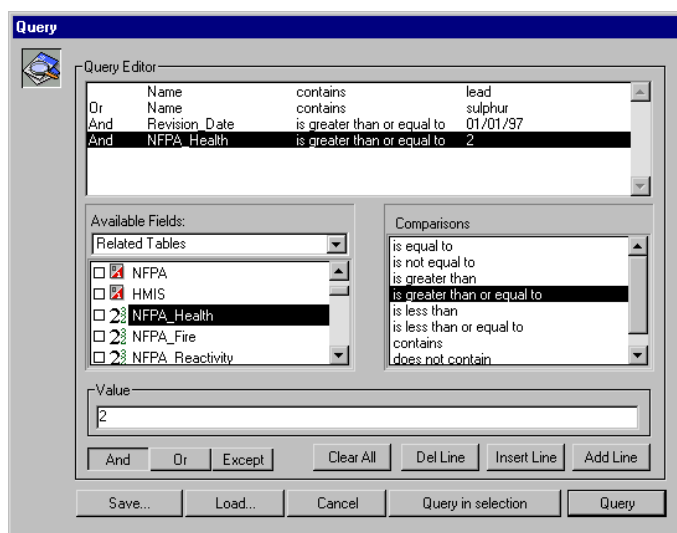 Query
Query Editor
Name contains lead
Or Name contains sulphur
And Revision_Date is greater than or equal to 01/01/97
And NFPA_Health is greater than or equal to 2
Available Fields:
Related Tables
NFPA
HMIS
NFPA_Health
NFPA_Fire
NFPA_Reactivity
Comparisons
is equal to
is not equal to
is greater than
is greater than or equal to
is less than
is less than or equal to
contains
does not contain
Value
2
And Or Except Clear All Del Line Insert Line Add Line
Save... Load... Cancel Query in selection Query